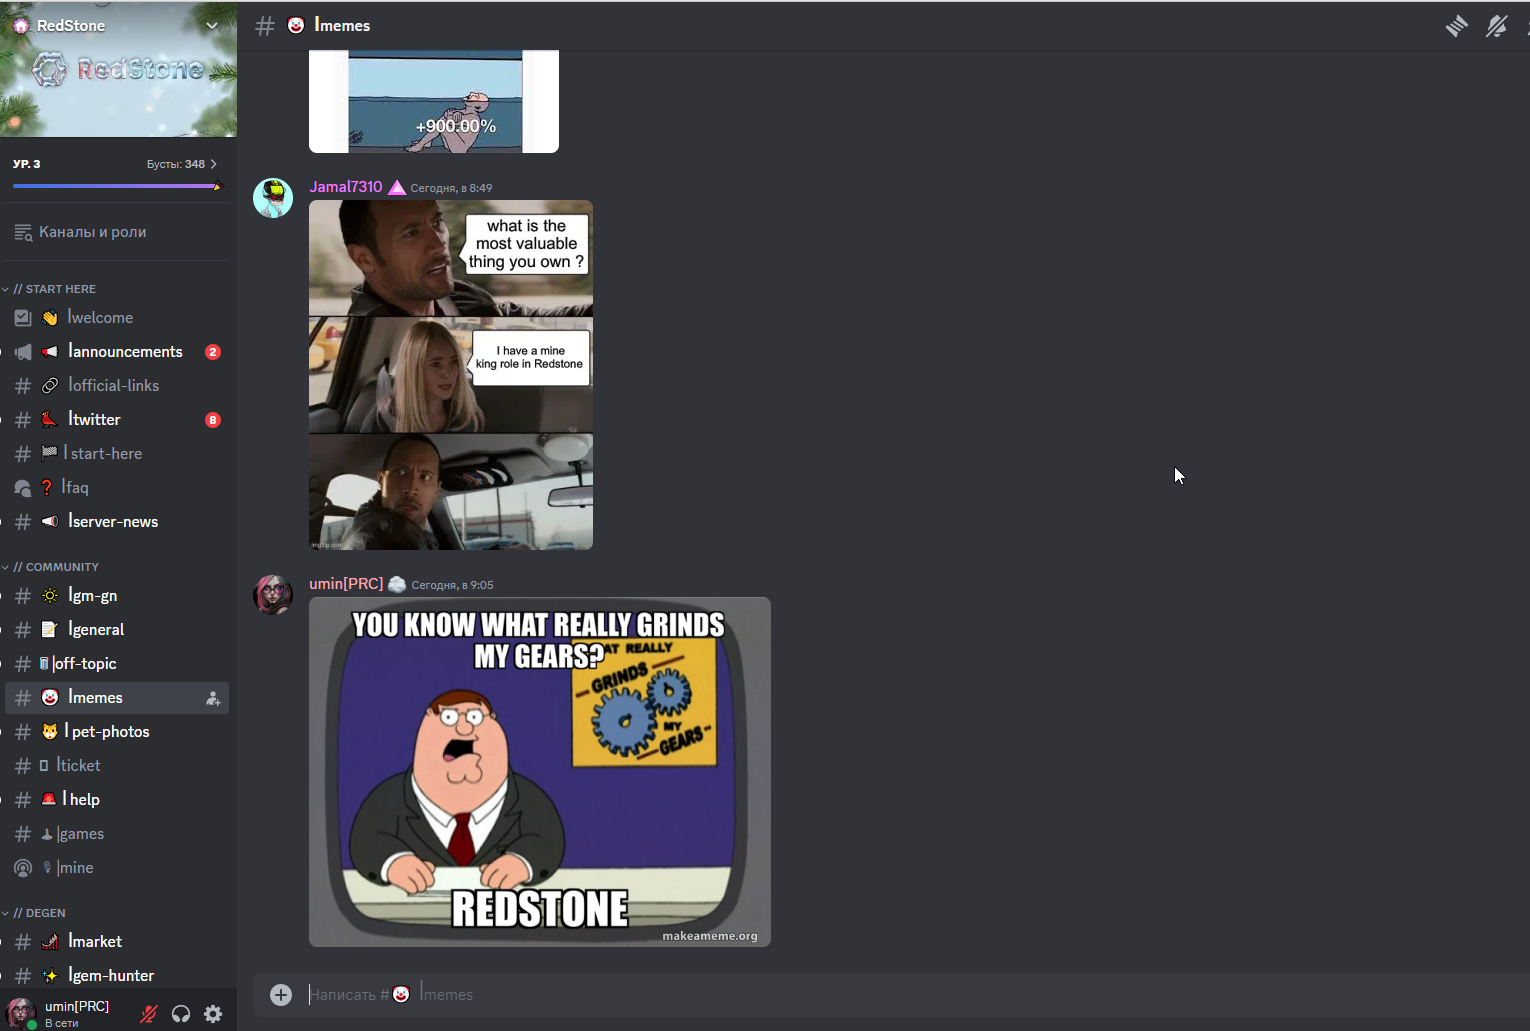 RedStone
RedStone
УР. 3
Бусты: 348
Каналы и роли
// START HERE
|welcome
|announcements
2
|official-links
|twitter
8
| start-here
|faq
|server-news
// COMMUNITY
|gm-gn
|general
|off-topic
|memes
| pet-photos
|ticket
| help
|games
|mine
// DEGEN
|market
|gem-hunter
umin[PRC]
В сети
|memes
+900.00%
Jamal7310 Сегодня, в 8:49
what is the
most valuable
thing you own ?
I have a mine
king role in Redstone
imgflip.com
umin[PRC] Сегодня, в 9:05
YOU KNOW WHAT REALLY GRINDS
MY GEARS?
AT REALLY
GRINDS
MY
GEARS
REDSTONE
makeameme.org
Написать # |memes